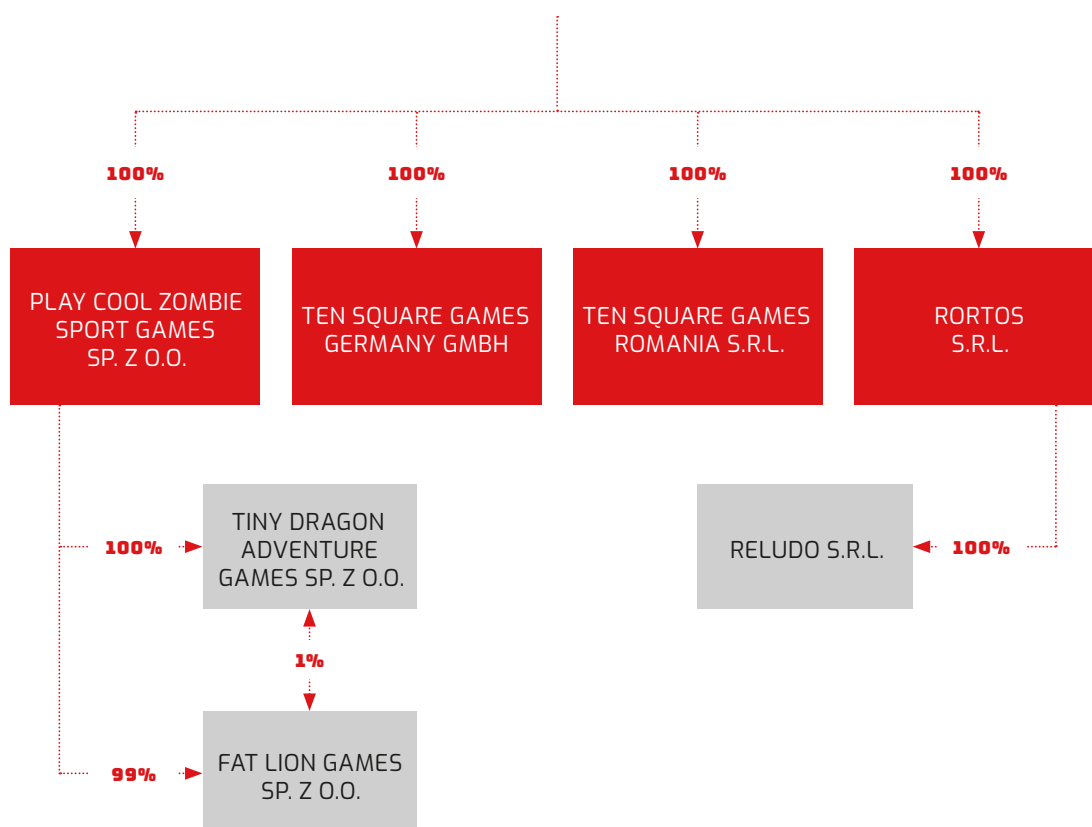 100%
100%
100%
100%
PLAY COOL ZOMBIE
SPORT GAMES
SP. Z O.O.
TEN SQUARE GAMES
GERMANY GMBH
TEN SQUARE GAMES
ROMANIA S.R.L.
RORTOS
S.R.L.
100%
TINY DRAGON
ADVENTURE
GAMES SP. Z O.O.
RELUDO S.R.L.
100%
1%
99%
FAT LION GAMES
SP. Z O.O.